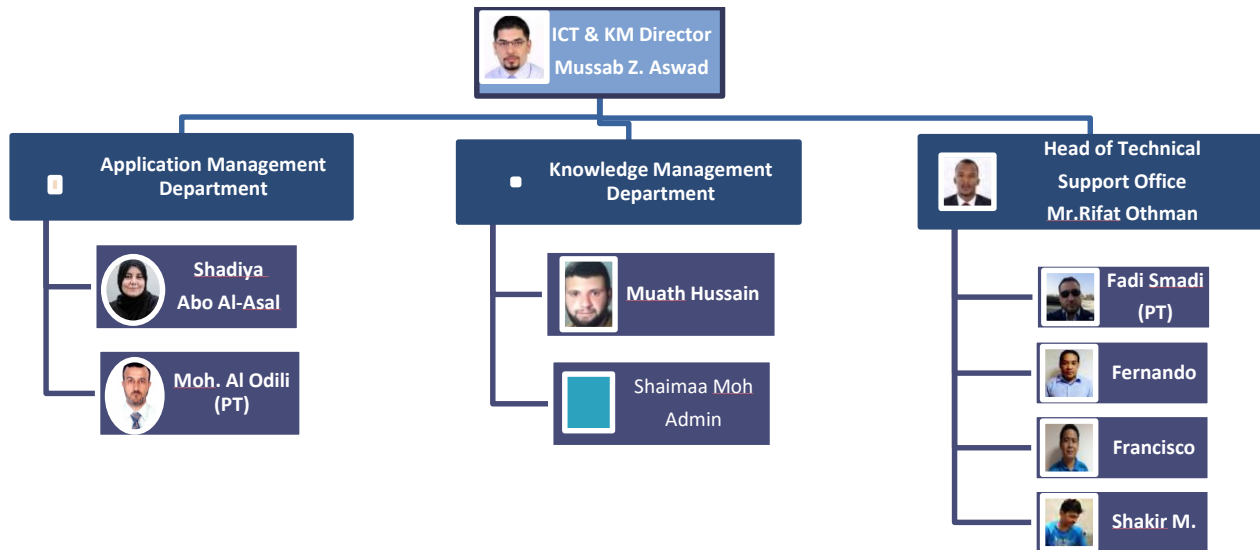 ICT & KM Director
Mussab Z. Aswad
Application Management
Department
Knowledge Management
Department
Head of Technical
Support Office
Mr.Rifat Othman
Shadiya
Abo Al-Asal
Moh. Al Odili
(PT)
Muath Hussain
Shaimaa Moh
Admin
Fadi Smadi
(PT)
Fernando
Francisco
Shakir M.